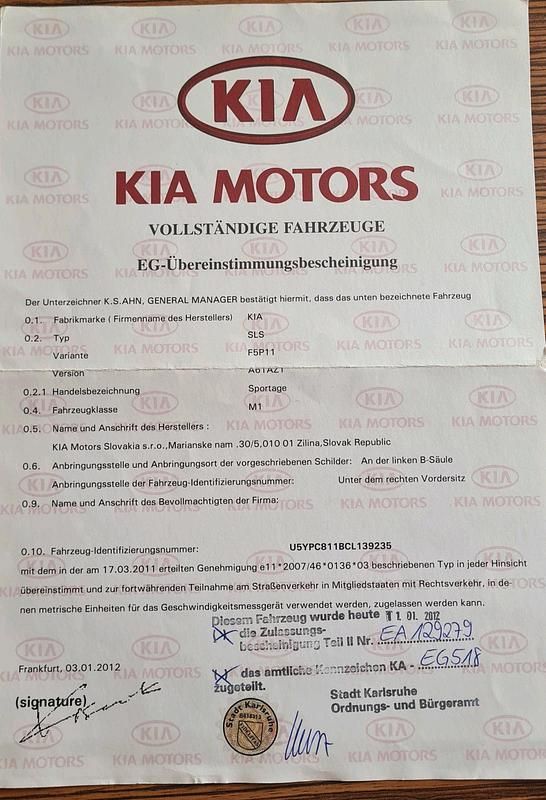 KIA
KIA MOTORS
VOLLSTÄNDIGE FAHRZEUGE
EG-Übereinstimmungsbescheinigung
Der Unterzeichner K.S.AHN, GENERAL MANAGER bestätigt hiermit, dass das unten bezeichnete Fahrzeug
0.1. Fabrikmarke ( Firmenname des Herstellers) KIA
0.2. Typ SLS
Variante F5P11
Version A61AZ1
0.2.1 Handelsbezeichnung Sportage
0.4. Fahrzeugklasse M1
0.5. Name und Anschrift des Herstellers :
KIA Motors Slovakia s.r.o.,Marianske nam .30/5,010 01 Zilina,Slovak Republic
0.6. Anbringungsstelle und Anbringungsort der vorgeschriebenen Schilder: An der linken B-Säule
Anbringungsstelle der Fahrzeug-Identifizierungsnummer: Unter dem rechten Vordersitz
0.9. Name und Anschrift des Bevollmachtigten der Firma:
0.10. Fahrzeug-Identifizierungsnummer: U5YPC811BCL139235
mit dem in der am 17.03.2011 erteilten Genehmigung e11*2007/46*0136*03 beschriebenen Typ in jeder Hinsicht
übereinstimmt und zur fortwährenden Teilnahme am Straßenverkehr in Mitgliedstaaten mit Rechtsverkehr, in de-
nen metrische Einheiten für das Geschwindigkeitsmessgerät verwendet werden, zugelassen werden kann.
Diesem Fahrzeug wurde heute 11. 01. 2012
die Zulassungs-
bescheinigung Teil II Nr. EA129279
Frankfurt, 03.01.2012
das amtliche Kennzeichen KA - EG518
zugeteilt.
(signature)
Stadt Karlsruhe
Ordnungs- und Bürgeramt
Stadt Karlsruhe